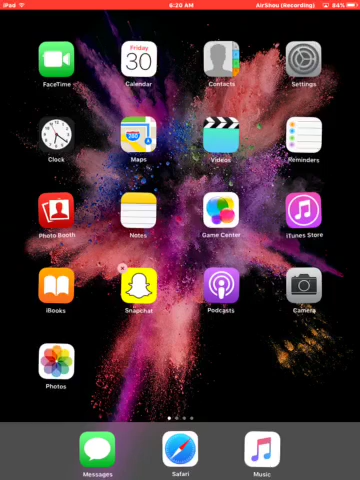 iPad 6:20 AM AirShou (Recording) 84%
Friday
30
FaceTime Calendar Contacts Settings
280
Clock Maps Videos Reminders
Photo Booth Notes Game Center iTunes Store
iBooks Snapchat Podcasts Camera
Photos
Messages Safari Music